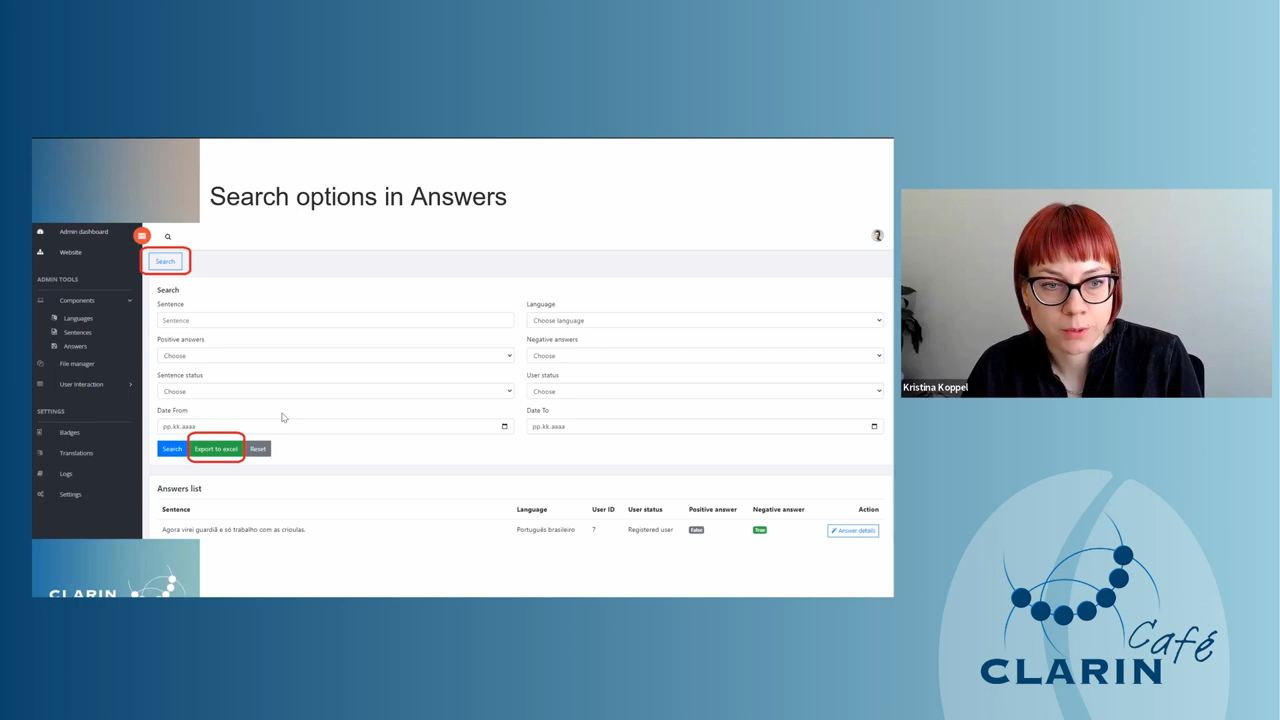 Search options in Answers
Admin dashboard
Website
ADMIN TOOLS
Components
Languages
Sentences
Answers
File manager
User Interaction
SETTINGS
Badges
Translations
Logs
Settings
Search
Search
Sentence
Language
Sentence
Choose language
Positive answers
Negative answers
Choose
Choose
Sentence status
User status
Choose
Choose
Date From
Date To
pp.kk.aaaa
pp.kk.aaaa
Search
Export to excel
Reset
Answers list
Sentence Language User ID User status Positive answer Negative answer Action
Agora virei guardiã e só trabalho com as crioulas. Português brasileiro 7 Registered user False True Answer details
CLARIN
Kristina Koppel
Café
CLARIN